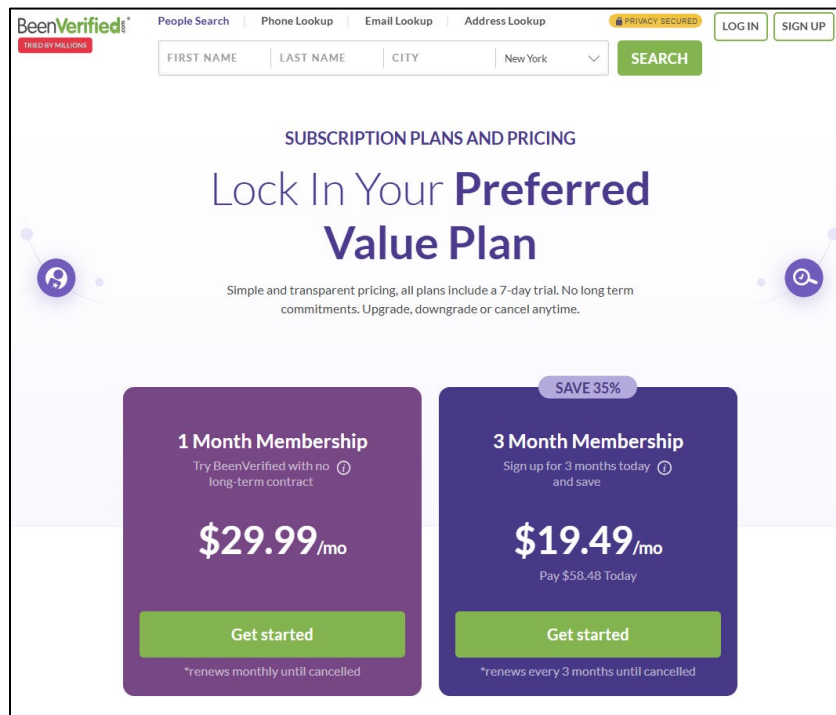 BeenVerified.com®
TRIED BY MILLIONS
People Search | Phone Lookup | Email Lookup | Address Lookup
PRIVACY SECURED
LOG IN
SIGN UP
FIRST NAME
LAST NAME
CITY
New York
SEARCH
SUBSCRIPTION PLANS AND PRICING
Lock In Your Preferred
Value Plan
Simple and transparent pricing, all plans include a 7-day trial. No long term
commitments. Upgrade, downgrade or cancel anytime.
1 Month Membership
Try BeenVerified with no i
long-term contract
$29.99/mo
Get started
*renews monthly until cancelled
SAVE 35%
3 Month Membership
Sign up for 3 months today i
and save
$19.49/mo
Pay $58.48 Today
Get started
*renews every 3 months until cancelled